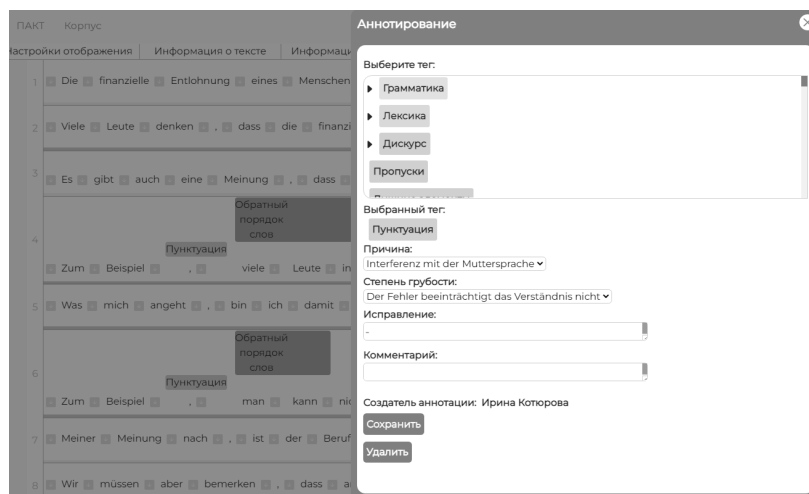 ПАКТ Корпус
Настройки отображения Информация о тексте
1 Die finanzielle Entlohnung eines Menschen
2 Viele Leute denken , dass die
3 Es gibt auch eine Meinung , dass
Обратный
порядок
слов
Пунктуация
4
Zum Beispiel , viele Leute in
5 Was mich angeht , bin ich damit
Обратный
порядок
слов
Пунктуация
6
Zum Beispiel , man kann
7 Meiner Meinung nach , ist der Beruf
8 Wir müssen aber bemerken , dass
Аннотирование
Выберите тег:
Грамматика
Лексика
Дискурс
Пропуски
Выбранный тег:
Пунктуация
Причина:
Interferenz mit der Muttersprache
Степень грубости:
Der Fehler beeinträchtigt das Verständnis nicht
Исправление:
-
Комментарий:
Создатель аннотации: Ирина Котюрова
Сохранить
Удалить